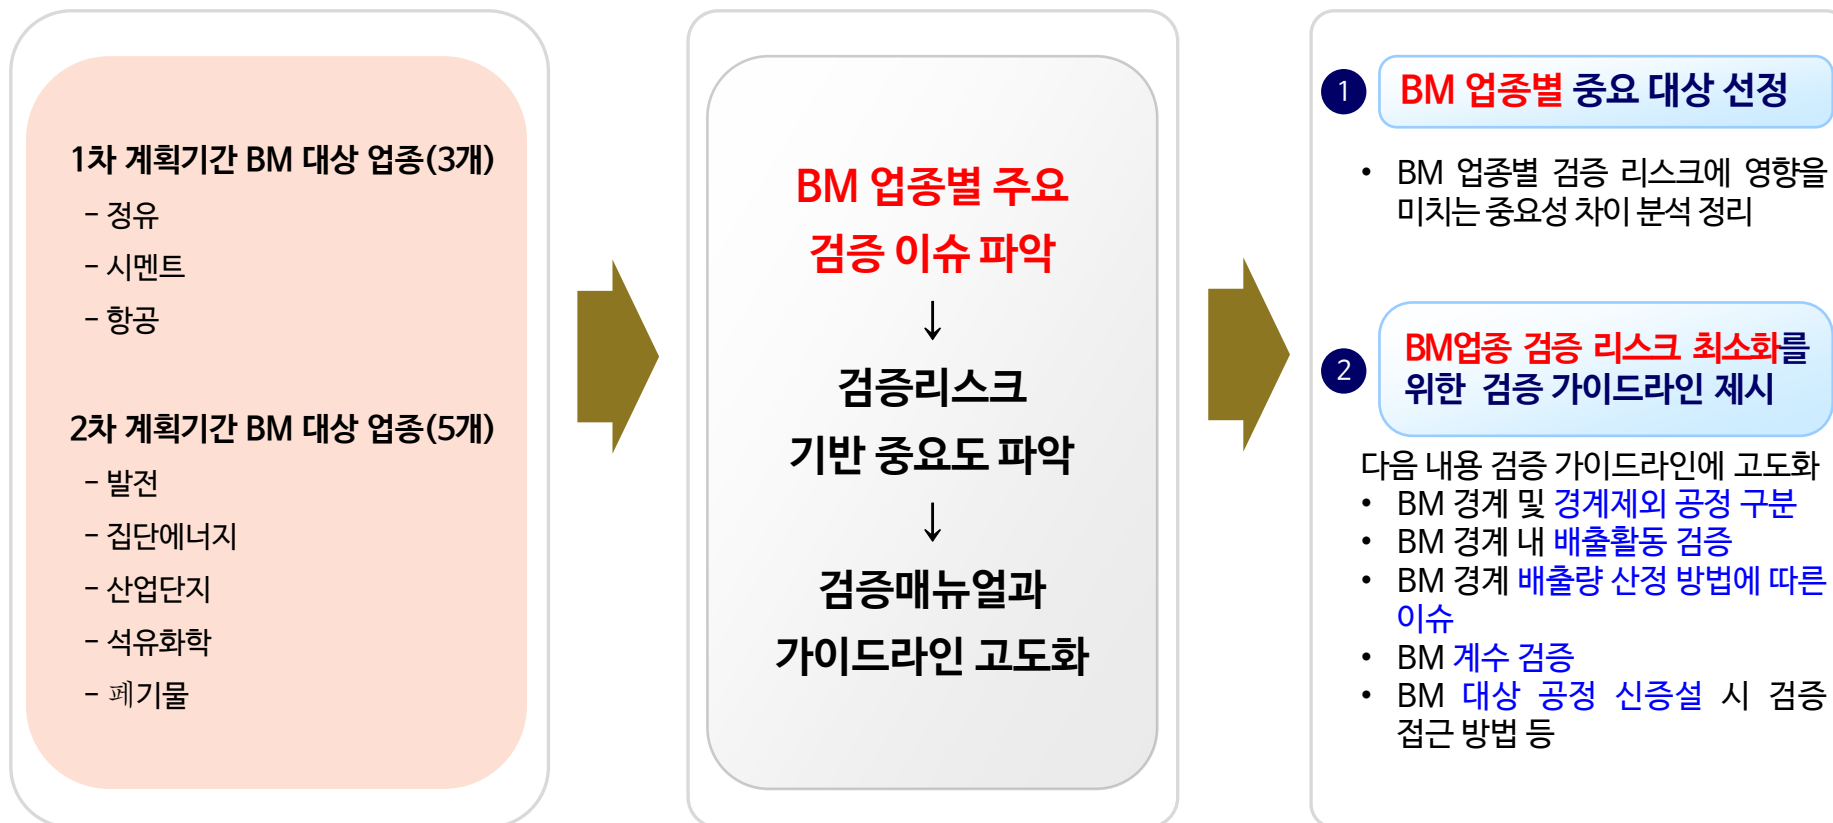 1차 계획기간 BM 대상 업종(3개)
- 정유
- 시멘트
- 항공
2차 계획기간 BM 대상 업종(5개)
- 발전
- 집단에너지
- 산업단지
- 석유화학
- 페기물
BM 업종별 주요
검증 이슈 파악
↓
검증리스크
기반 중요도 파악
↓
검증매뉴얼과
가이드라인 고도화
1 BM 업종별 중요 대상 선정
• BM 업종별 검증 리스크에 영향을
미치는 중요성 차이 분석 정리
2 BM업종 검증 리스크 최소화를
위한 검증 가이드라인 제시
다음 내용 검증 가이드라인에 고도화
• BM 경계 및 경계제외 공정 구분
• BM 경계 내 배출활동 검증
• BM 경계 배출량 산정 방법에 따른
이슈
• BM 계수 검증
• BM 대상 공정 신증설 시 검증
접근 방법 등